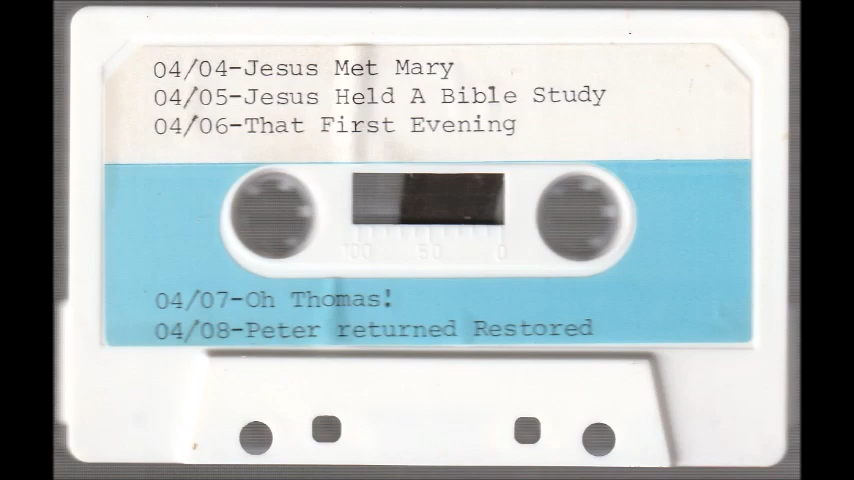 04/04-Jesus Met Mary
04/05-Jesus Held A Bible Study
04/06-That First Evening
100 50 0
04/07-Oh Thomas!
04/08-Peter returned Restored